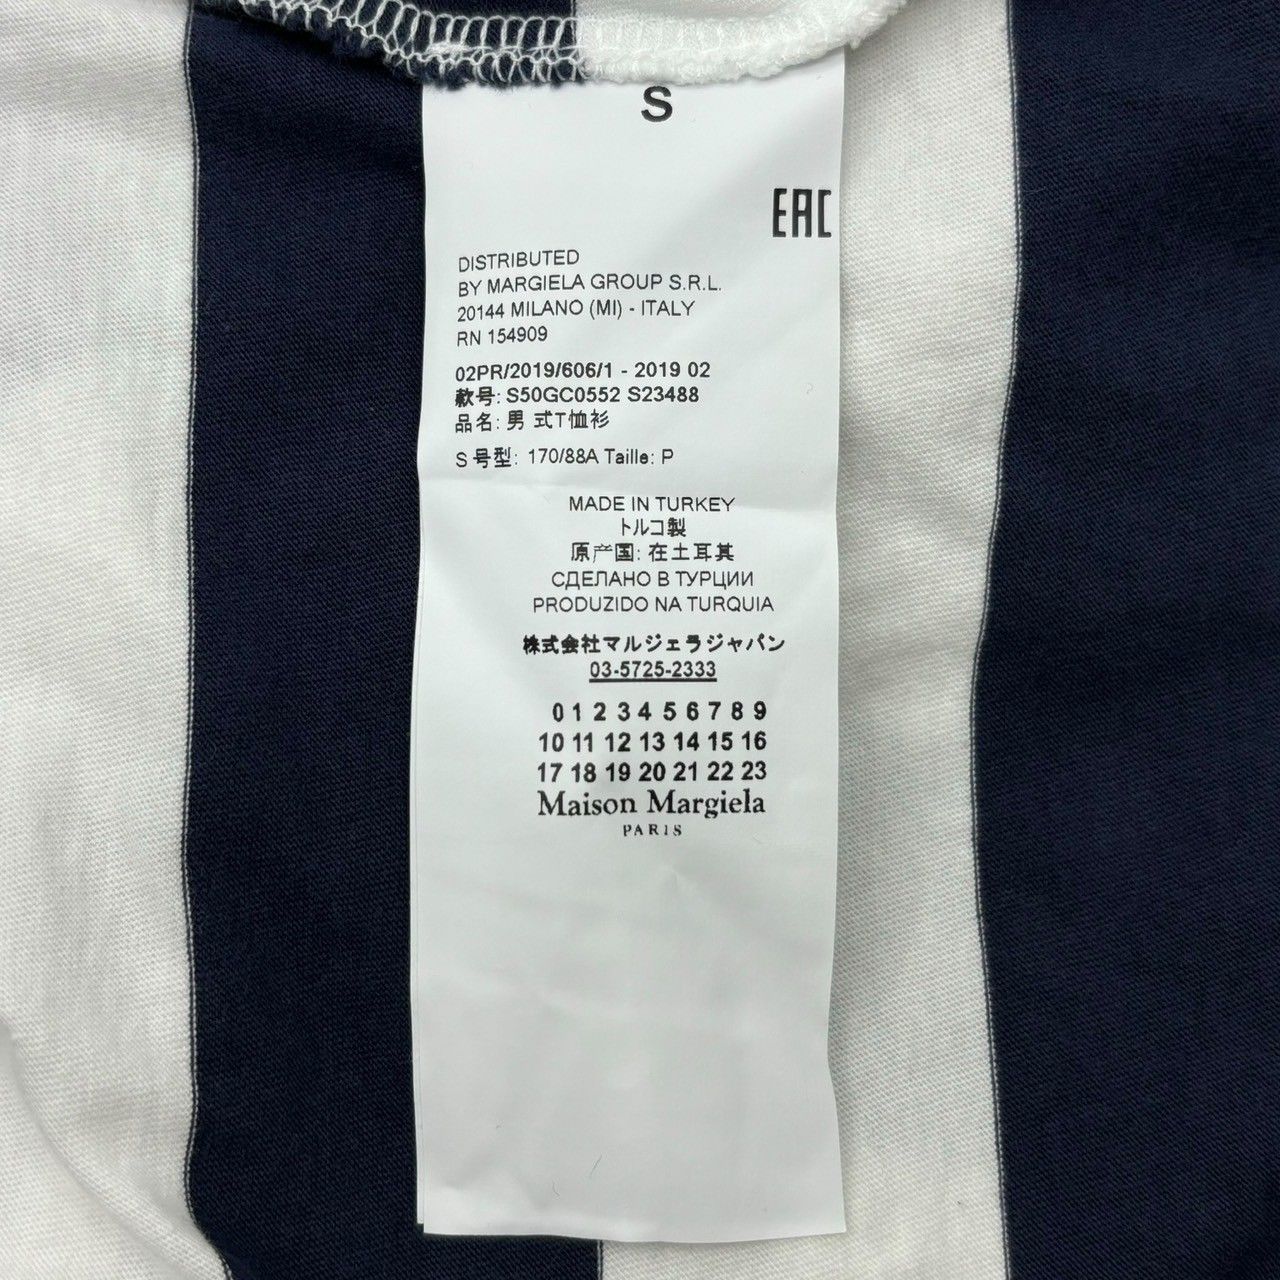 S
EAC
DISTRIBUTED
BY MARGIELA GROUP S.R.L.
20144 MILANO (MI) - ITALY
RN 154909
02PR/2019/606/1 - 2019 02
款号: S50GC0552 S23488
品名: 男 式T恤衫
S 号型: 170/88A Taille: P
MADE IN TURKEY
トルコ製
原产国: 在土耳其
СДЕЛАНО В ТУРЦИИ
PRODUZIDO NA TURQUIA
株式会社マルジェラジャパン
03-5725-2333
0 1 2 3 4 5 6 7 8 9
10 11 12 13 14 15 16
17 18 19 20 21 22 23
Maison Margiela
PARIS